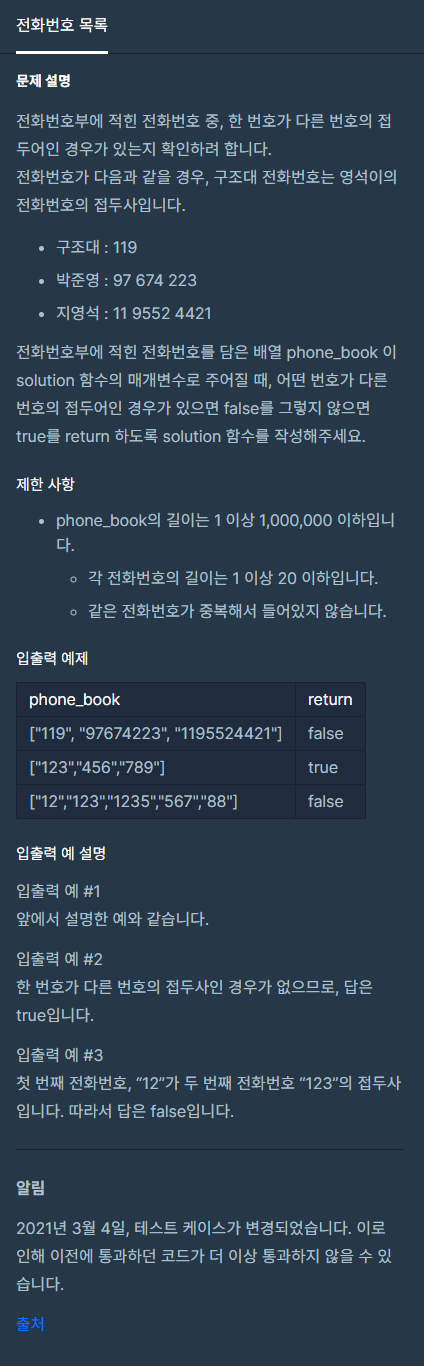 전화번호 목록
문제 설명
전화번호부에 적힌 전화번호 중, 한 번호가 다른 번호의 접
두어인 경우가 있는지 확인하려 합니다.
전화번호가 다음과 같을 경우, 구조대 전화번호는 영석이의
전화번호의 접두사입니다.
• 구조대 : 119
• 박준영 : 97 674 223
• 지영석 : 11 9552 4421
전화번호부에 적힌 전화번호를 담은 배열 phone_book 이
solution 함수의 매개변수로 주어질 때, 어떤 번호가 다른
번호의 접두어인 경우가 있으면 false를 그렇지 않으면
true를 return 하도록 solution 함수를 작성해주세요.
제한 사항
• phone_book의 길이는 1 이상 1,000,000 이하입니
다.
◦ 각 전화번호의 길이는 1 이상 20 이하입니다.
◦ 같은 전화번호가 중복해서 들어있지 않습니다.
입출력 예제
phone_book return
["119", "97674223", "1195524421"] false
["123","456","789"] true
["12","123","1235","567","88"] false
입출력 예 설명
입출력 예 #1
앞에서 설명한 예와 같습니다.
입출력 예 #2
한 번호가 다른 번호의 접두사인 경우가 없으므로, 답은
true입니다.
입출력 예 #3
첫 번째 전화번호, “12”가 두 번째 전화번호 “123”의 접두사
입니다. 따라서 답은 false입니다.
알림
2021년 3월 4일, 테스트 케이스가 변경되었습니다. 이로
인해 이전에 통과하던 코드가 더 이상 통과하지 않을 수 있
습니다.
출처